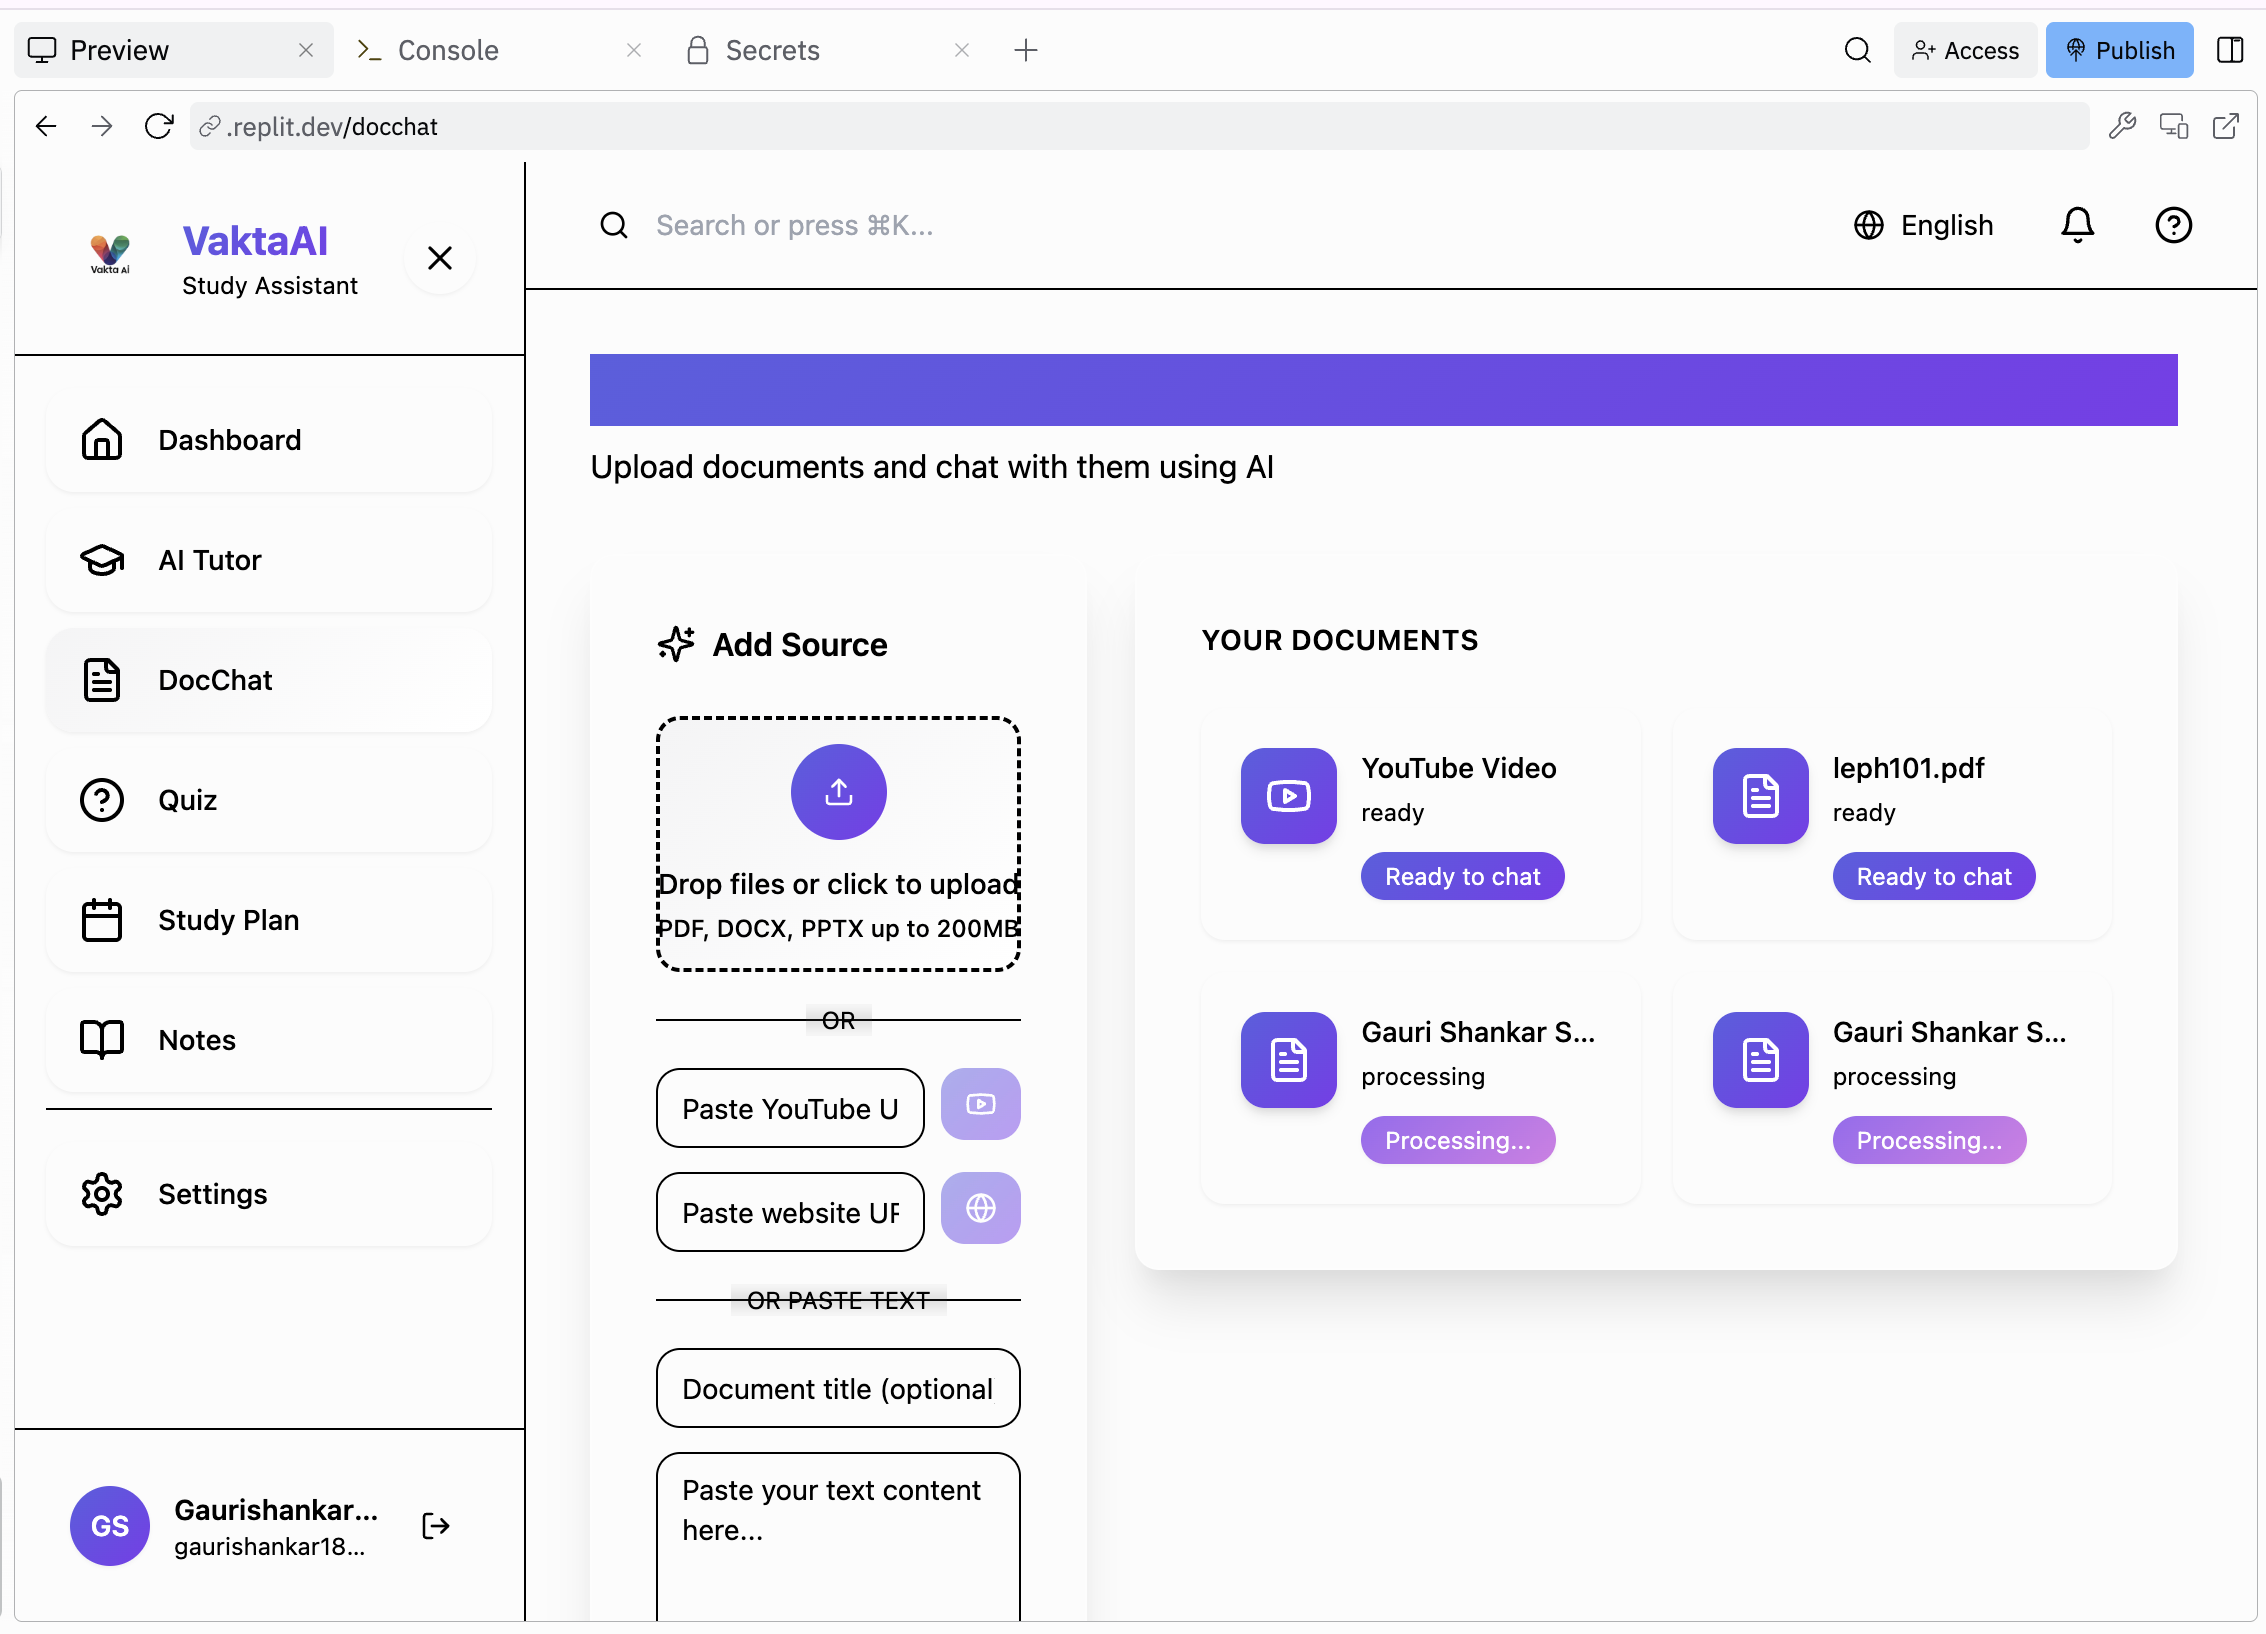 Preview
Console
Secrets
Access
Publish
.replit.dev/docchat
Vakta Ai
VaktaAI
Study Assistant
Search or press ⌘K...
English
Dashboard
AI Tutor
DocChat
Quiz
Study Plan
Notes
Settings
GS
Gaurishankar...
gaurishankar18...
Upload documents and chat with them using AI
Add Source
Drop files or click to upload
PDF, DOCX, PPTX up to 200MB
OR
Paste YouTube U
Paste website UR
OR PASTE TEXT
Document title (optional)
Paste your text content
here...
YOUR DOCUMENTS
YouTube Video
ready
Ready to chat
leph101.pdf
ready
Ready to chat
Gauri Shankar S...
processing
Processing...
Gauri Shankar S...
processing
Processing...